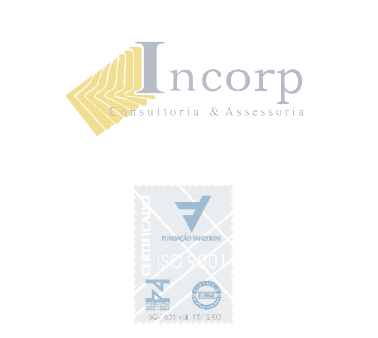 Incorp
Consultoria & Assessoria
CERTIFICADO
FUNDAÇÃO VANZOLINI
ISO 9001